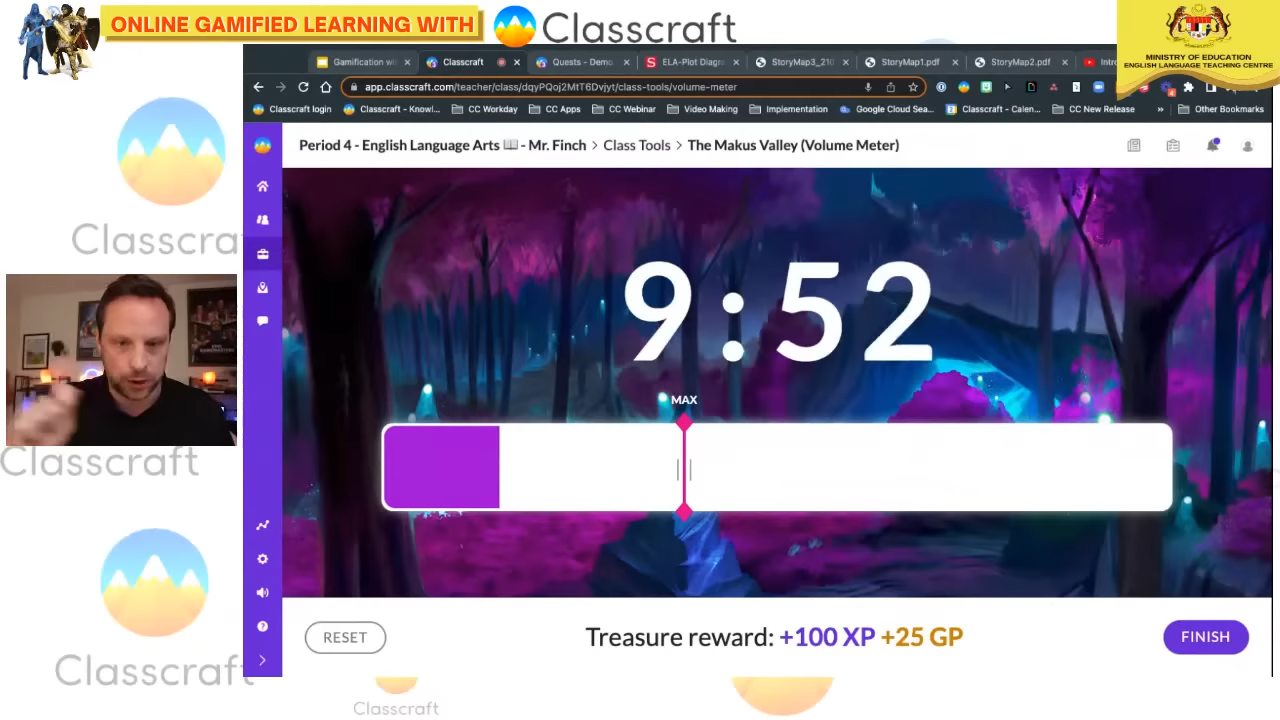 ONLINE GAMIFIED LEARNING WITH
Classcraft
MINISTRY OF EDUCATION
ENGLISH LANGUAGE TEACHING CENTRE
Gamification wi
Classcraft
Quests - Demo
ELA-Plot Diagra
StoryMap3_210
StoryMap1.pdf
StoryMap2.pdf
Intro
app.classcraft.com/teacher/class/dqyPQoj2MtT6Dvjyt/class-tools/volume-meter
Classcraft login
Classcraft - Knowl...
CC Workday
CC Apps
CC Webinar
Video Making
Implementation
Google Cloud Sea...
Classcraft - Calen...
CC New Release
»
Other Bookmarks
Period 4 - English Language Arts 📖 - Mr. Finch > Class Tools > The Makus Valley (Volume Meter)
Classcra
9:52
MAX
Classcraft
RESET
Treasure reward: +100 XP +25 GP
FINISH
Classcraft
Classcraft